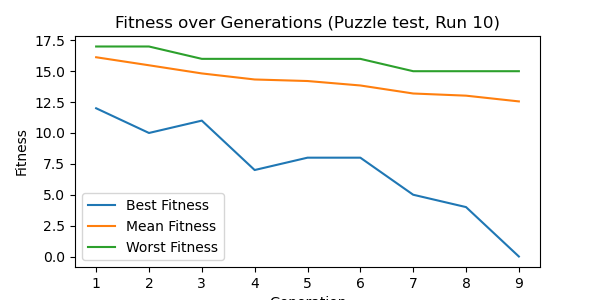 Fitness over Generations (Puzzle test, Run 10)
17.5
15.0
12.5
10.0
7.5
5.0
2.5
0.0
Fitness
Best Fitness
Mean Fitness
Worst Fitness
1 2 3 4 5 6 7 8 9
Generation